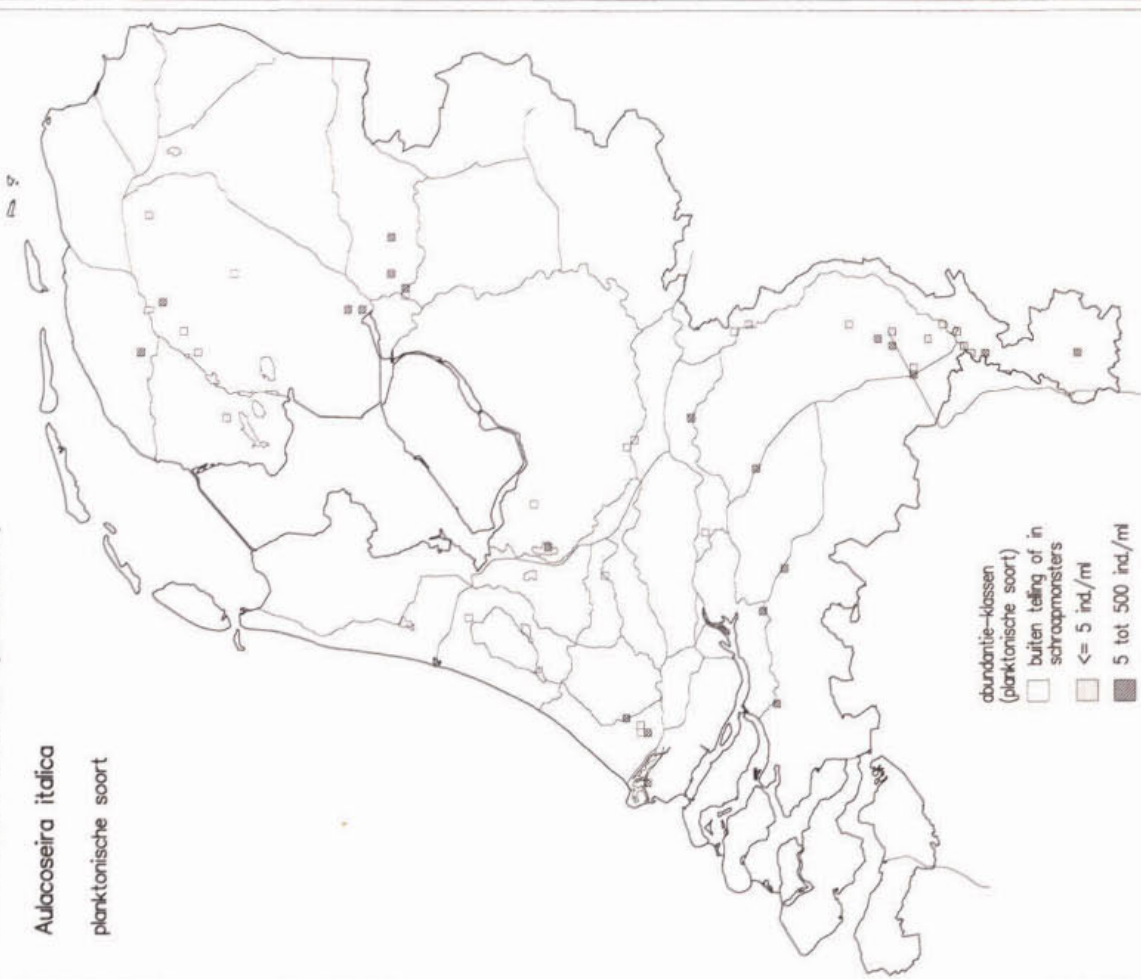 Aulacoseira italica
planktonische soort
abundantie-klassen
(planktonische soort)
buiten telling of in
schraapmonsters
<= 5 ind./ml
5 tot 500 ind./ml